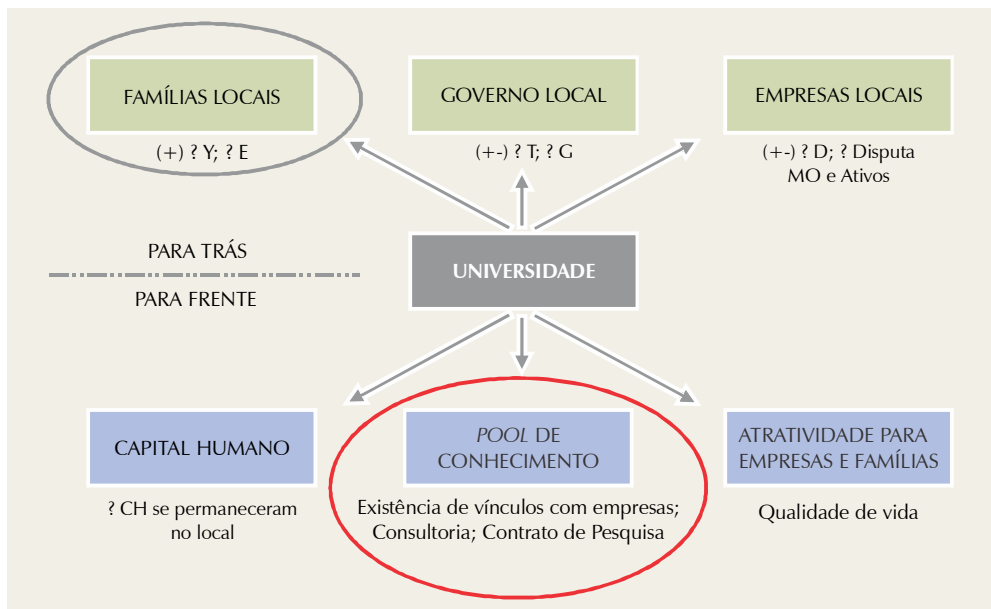 FAMÍLIAS LOCAIS
(+) ? Y; ? E
GOVERNO LOCAL
(+-) ? T; ? G
EMPRESAS LOCAIS
(+-) ? D; ? Disputa
MO e Ativos
PARA TRÁS
PARA FRENTE
UNIVERSIDADE
CAPITAL HUMANO
? CH se permaneceram
no local
POOL DE
CONHECIMENTO
Existência de vínculos com empresas;
Consultoria; Contrato de Pesquisa
ATRATIVIDADE PARA
EMPRESAS E FAMÍLIAS
Qualidade de vida